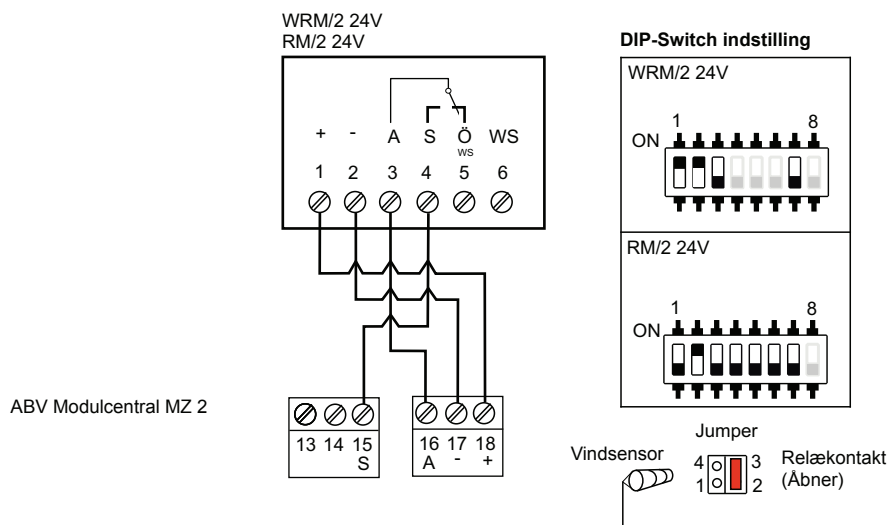 WRM/2 24V
RM/2 24V
+ - A S Ö WS
WS
1 2 3 4 5 6
ABV Modulcentral MZ 2
13 14 15
S
16 17 18
A - +
DIP-Switch indstilling
WRM/2 24V
1 8
ON
RM/2 24V
1 8
ON
Jumper
Vindsensor
4 3
1 2
Relækontakt
(Åbner)